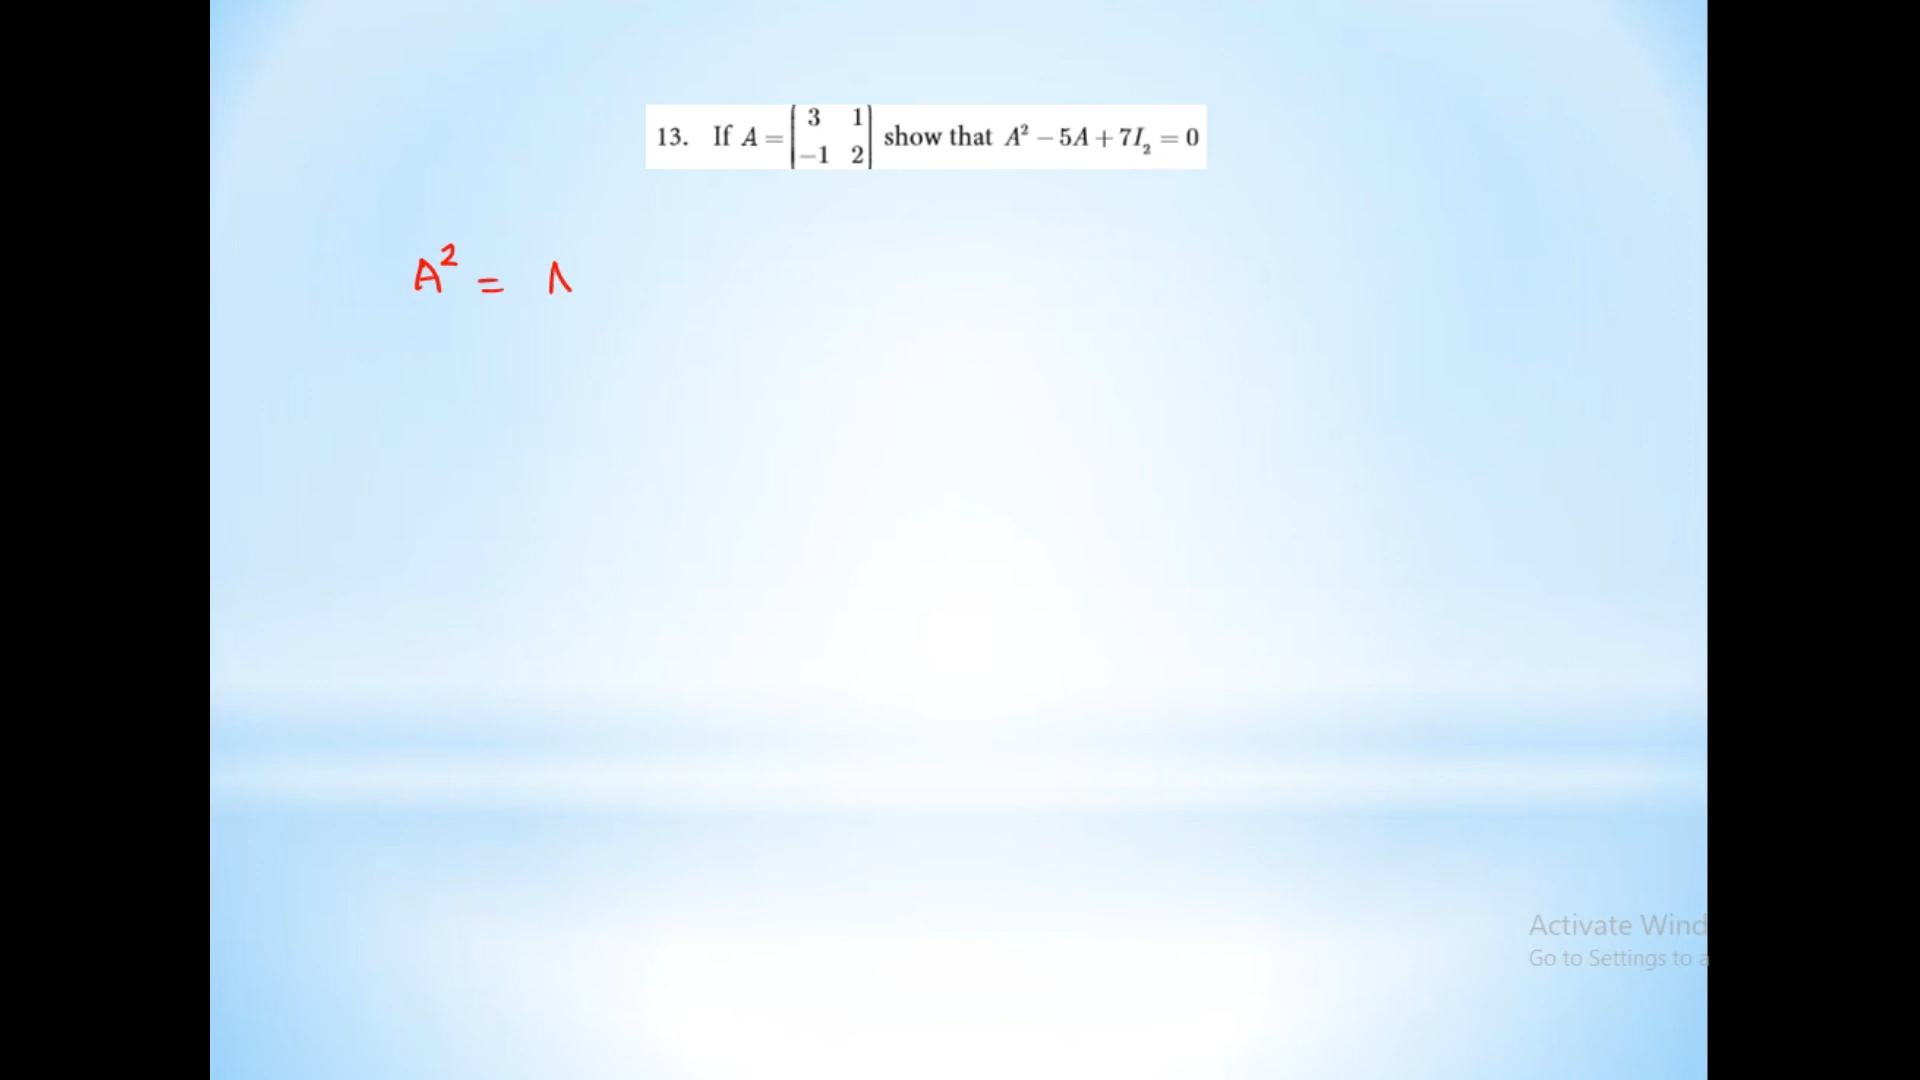 13. If A = [3 1] show that A² – 5A + 7I₂ = 0
[–1 2]
A² =
Activate Wind
Go to Settings to a